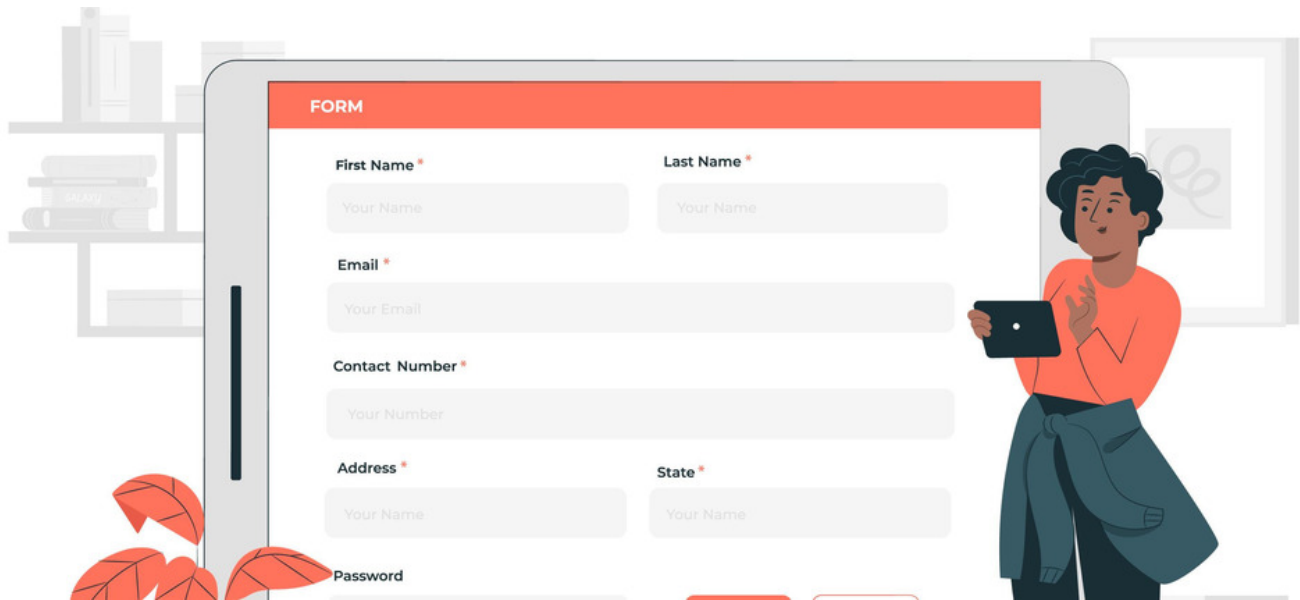 FORM
First Name * Last Name *
Your Name Your Name
Email *
Your Email
Contact Number *
Your Number
Address * State *
Your Name Your Name
Password